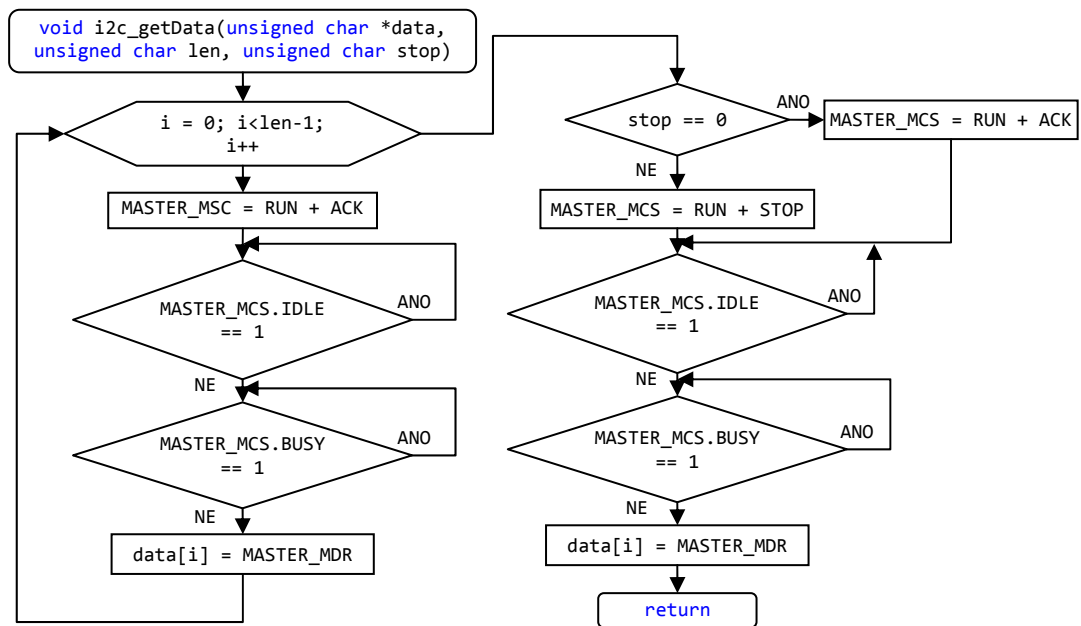 void i2c_getData(unsigned char *data,
unsigned char len, unsigned char stop)
i = 0; i<len-1;
i++
MASTER_MSC = RUN + ACK
MASTER_MCS.IDLE
== 1
ANO
NE
MASTER_MCS.BUSY
== 1
ANO
NE
data[i] = MASTER_MDR
stop == 0
ANO
MASTER_MCS = RUN + ACK
NE
MASTER_MCS = RUN + STOP
MASTER_MCS.IDLE
== 1
ANO
NE
MASTER_MCS.BUSY
== 1
ANO
NE
data[i] = MASTER_MDR
return